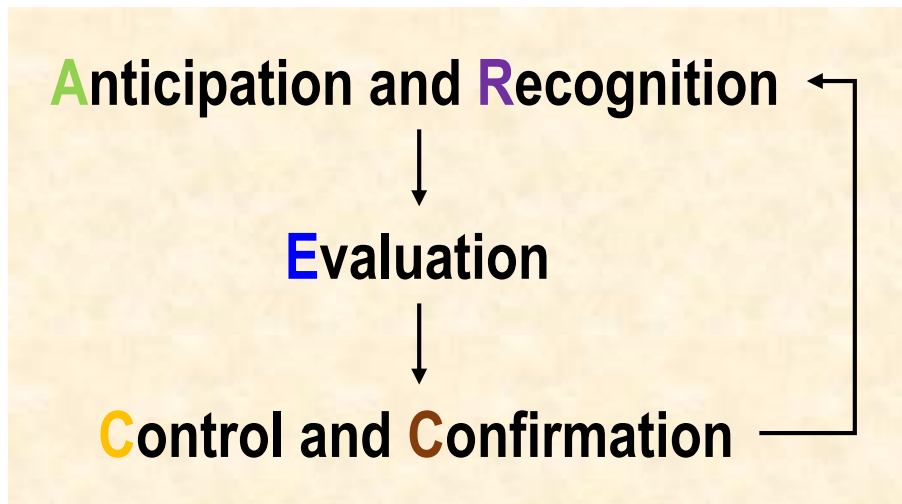 Anticipation and Recognition
Evaluation
Control and Confirmation